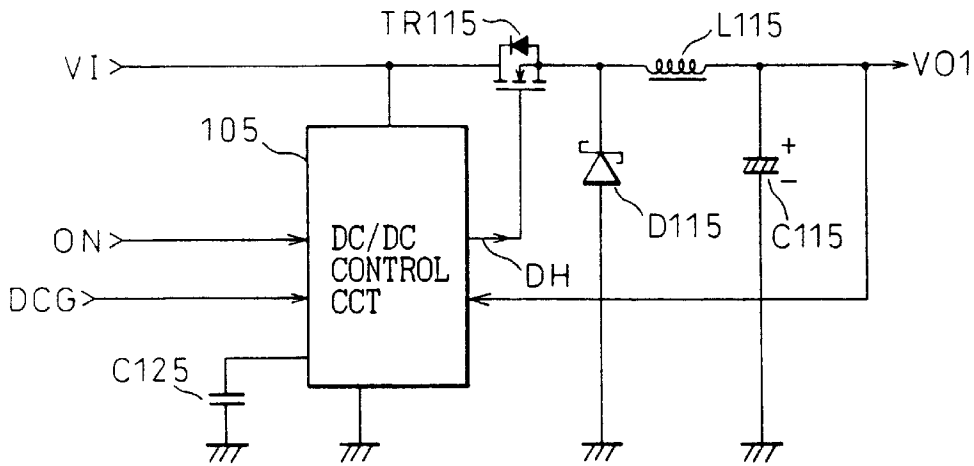 TR115
L115
VI
VO1
105
+
-
ON
DC/DC
CONTROL
CCT
D115
C115
DH
DCG
C125